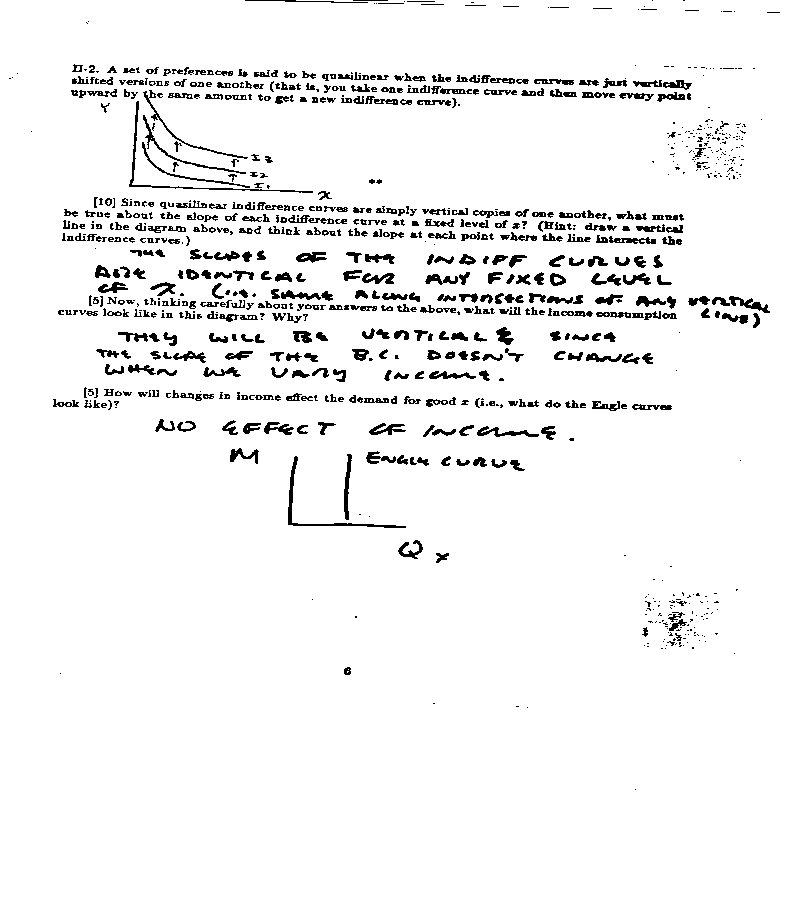 II-2. A set of preferences is said to be quasilinear when the indifference curves are just vertically
shifted versions of one another (that is, you take one indifference curve and then move every point
upward by the same amount to get a new indifference curve).
Y
I3
I2
I1
X
**
[10] Since quasilinear indifference curves are simply vertical copies of one another, what must
be true about the slope of each indifference curve at a fixed level of x? (Hint: draw a vertical
line in the diagram above, and think about the slope at each point where the line intersects the
indifference curves.)
THE SLOPES OF THE INDIFF CURVES
ARE IDENTICAL FOR ANY FIXED LEVEL
OF X. (i.e. SAME ALONG INTERSECTIONS OF ANY VERTICAL
LINE)
[5] Now, thinking carefully about your answers to the above, what will the income consumption
curves look like in this diagram? Why?
THEY WILL BE VERTICAL & SINCE
THE SLOPE OF THE B.C. DOESN'T CHANGE
WHEN WE VARY INCOME.
[5] How will changes in income effect the demand for good x (i.e., what do the Engle curves
look like)?
NO EFFECT OF INCOME.
M
ENGLE CURVE
Q x
6